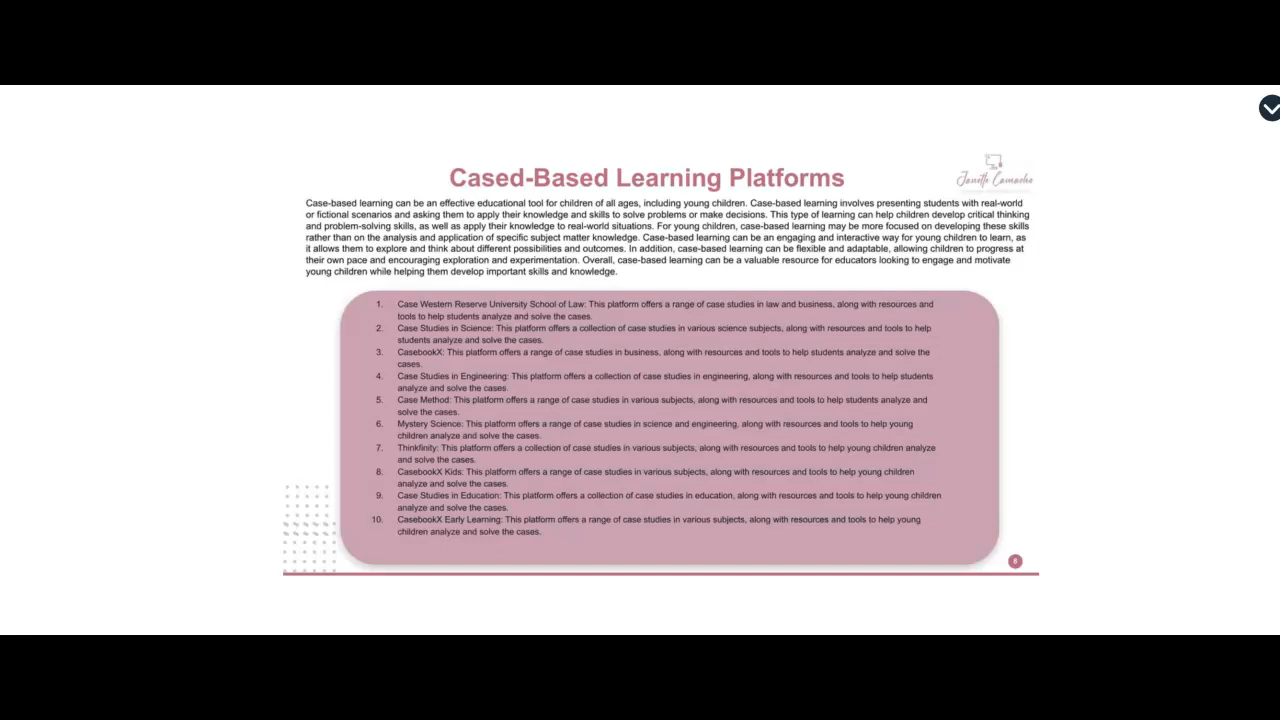 Cased-Based Learning Platforms
Janette Camacho
Case-based learning can be an effective educational tool for children of all ages, including young children. Case-based learning involves presenting students with real-world
or fictional scenarios and asking them to apply their knowledge and skills to solve problems or make decisions. This type of learning can help children develop critical thinking
and problem-solving skills, as well as apply their knowledge to real-world situations. For young children, case-based learning may be more focused on developing these skills
rather than on the analysis and application of specific subject matter knowledge. Case-based learning can be an engaging and interactive way for young children to learn, as
it allows them to explore and think about different possibilities and outcomes. In addition, case-based learning can be flexible and adaptable, allowing children to progress at
their own pace and encouraging exploration and experimentation. Overall, case-based learning can be a valuable resource for educators looking to engage and motivate
young children while helping them develop important skills and knowledge.
1. Case Western Reserve University School of Law: This platform offers a range of case studies in law and business, along with resources and
tools to help students analyze and solve the cases.
2. Case Studies in Science: This platform offers a collection of case studies in various science subjects, along with resources and tools to help
students analyze and solve the cases.
3. CasebookX: This platform offers a range of case studies in business, along with resources and tools to help students analyze and solve the
cases.
4. Case Studies in Engineering: This platform offers a collection of case studies in engineering, along with resources and tools to help students
analyze and solve the cases.
5. Case Method: This platform offers a range of case studies in various subjects, along with resources and tools to help students analyze and
solve the cases.
6. Mystery Science: This platform offers a range of case studies in science and engineering, along with resources and tools to help young
children analyze and solve the cases.
7. Thinkfinity: This platform offers a collection of case studies in various subjects, along with resources and tools to help young children analyze
and solve the cases.
8. CasebookX Kids: This platform offers a range of case studies in various subjects, along with resources and tools to help young children
analyze and solve the cases.
9. Case Studies in Education: This platform offers a collection of case studies in education, along with resources and tools to help young children
analyze and solve the cases.
10. CasebookX Early Learning: This platform offers a range of case studies in various subjects, along with resources and tools to help young
children analyze and solve the cases.
8